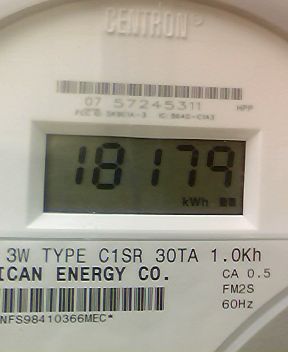 CENTRON
07 57245311 HPP
18179
kWh
3W TYPE C1SR 30TA 1.0Kh
ICAN ENERGY CO. CA 0.5
FM2S
60Hz
NFS98410366MEC*